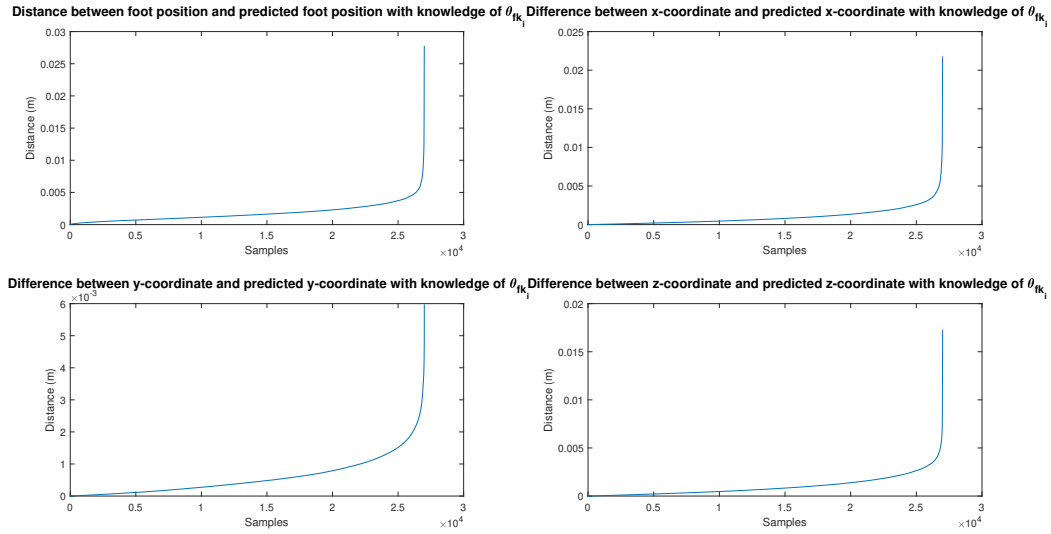 Distance between foot position and predicted foot position with knowledge of θ_fk_i
0.03
0.025
0.02
0.015
0.01
0.005
0
Distance (m)
0 0.5 1 1.5 2 2.5 3
Samples
×10^4
Difference between x-coordinate and predicted x-coordinate with knowledge of θ_fk_i
0.025
0.02
0.015
0.01
0.005
0
Distance (m)
0 0.5 1 1.5 2 2.5 3
Samples
×10^4
Difference between y-coordinate and predicted y-coordinate with knowledge of θ_fk_i
×10^-3
6
5
4
3
2
1
0
Distance (m)
0 0.5 1 1.5 2 2.5 3
Samples
×10^4
Difference between z-coordinate and predicted z-coordinate with knowledge of θ_fk_i
0.02
0.015
0.01
0.005
0
Distance (m)
0 0.5 1 1.5 2 2.5 3
Samples
×10^4